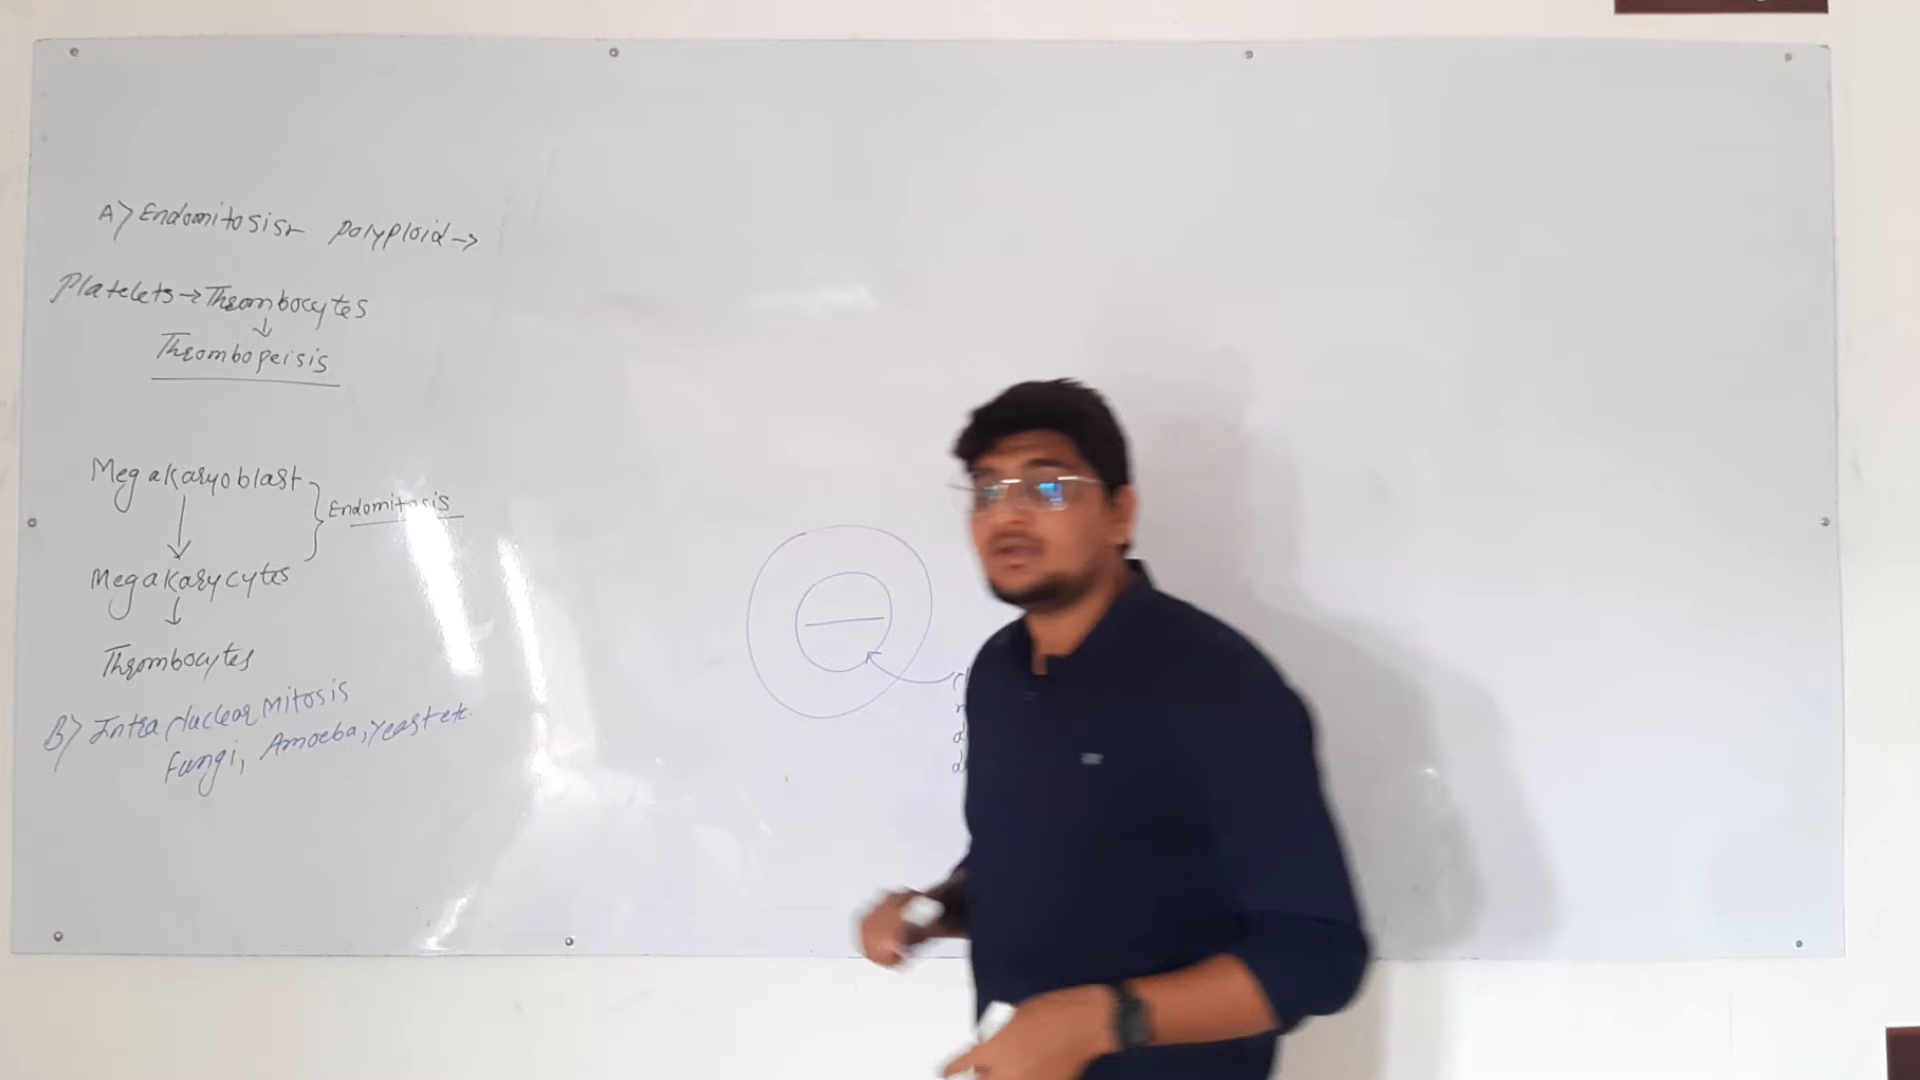 A> Endomitosis- Polyploid →
Platelets → Thrombocytes
↓
Thrombopeisis
Megakaryoblast
Endomitosis
↓
Megakarycytes
↓
Thrombocytes
B> Intra Nuclear Mitosis
Fungi, Amoeba, Yeast etc.